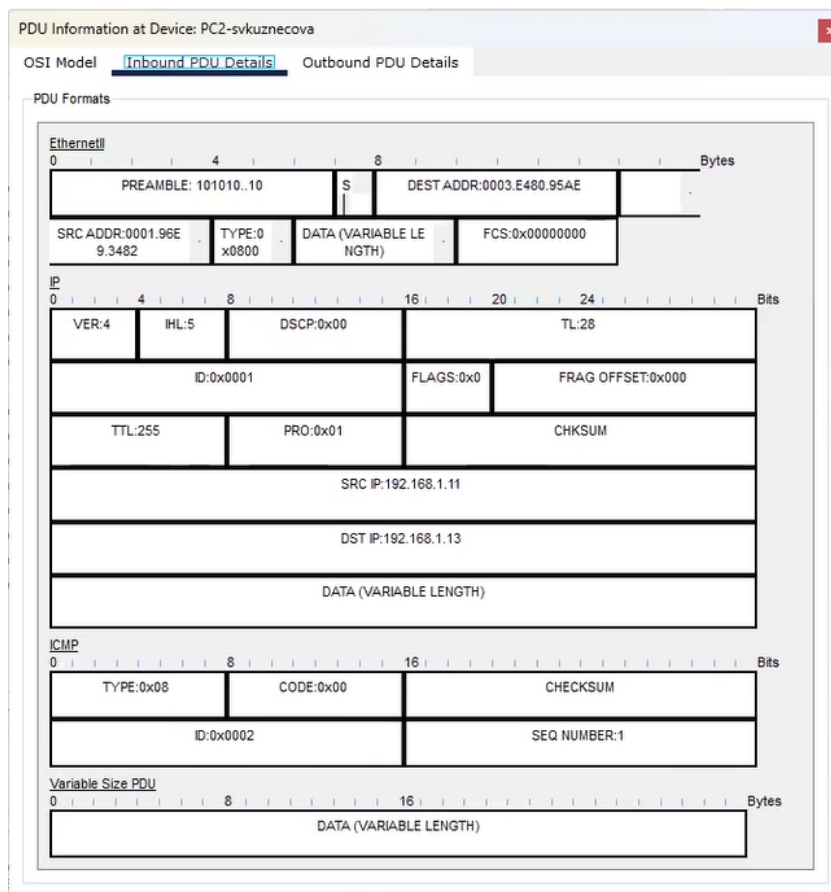 PDU Information at Device: PC2-svkuznecova
OSI Model Inbound PDU Details Outbound PDU Details
PDU Formats
EthernetII
0 4 8 Bytes
PREAMBLE: 101010..10 S DEST ADDR:0003.E480.95AE
SRC ADDR:0001.96E
9.3482
TYPE:0
x0800
DATA (VARIABLE LE
NGTH)
FCS:0x00000000
IP
0 4 8 16 20 24 Bits
VER:4 IHL:5 DSCP:0x00 TL:28
ID:0x0001 FLAGS:0x0 FRAG OFFSET:0x000
TTL:255 PRO:0x01 CHKSUM
SRC IP:192.168.1.11
DST IP:192.168.1.13
DATA (VARIABLE LENGTH)
ICMP
0 8 16 Bits
TYPE:0x08 CODE:0x00 CHECKSUM
ID:0x0002 SEQ NUMBER:1
Variable Size PDU
0 8 16 Bytes
DATA (VARIABLE LENGTH)